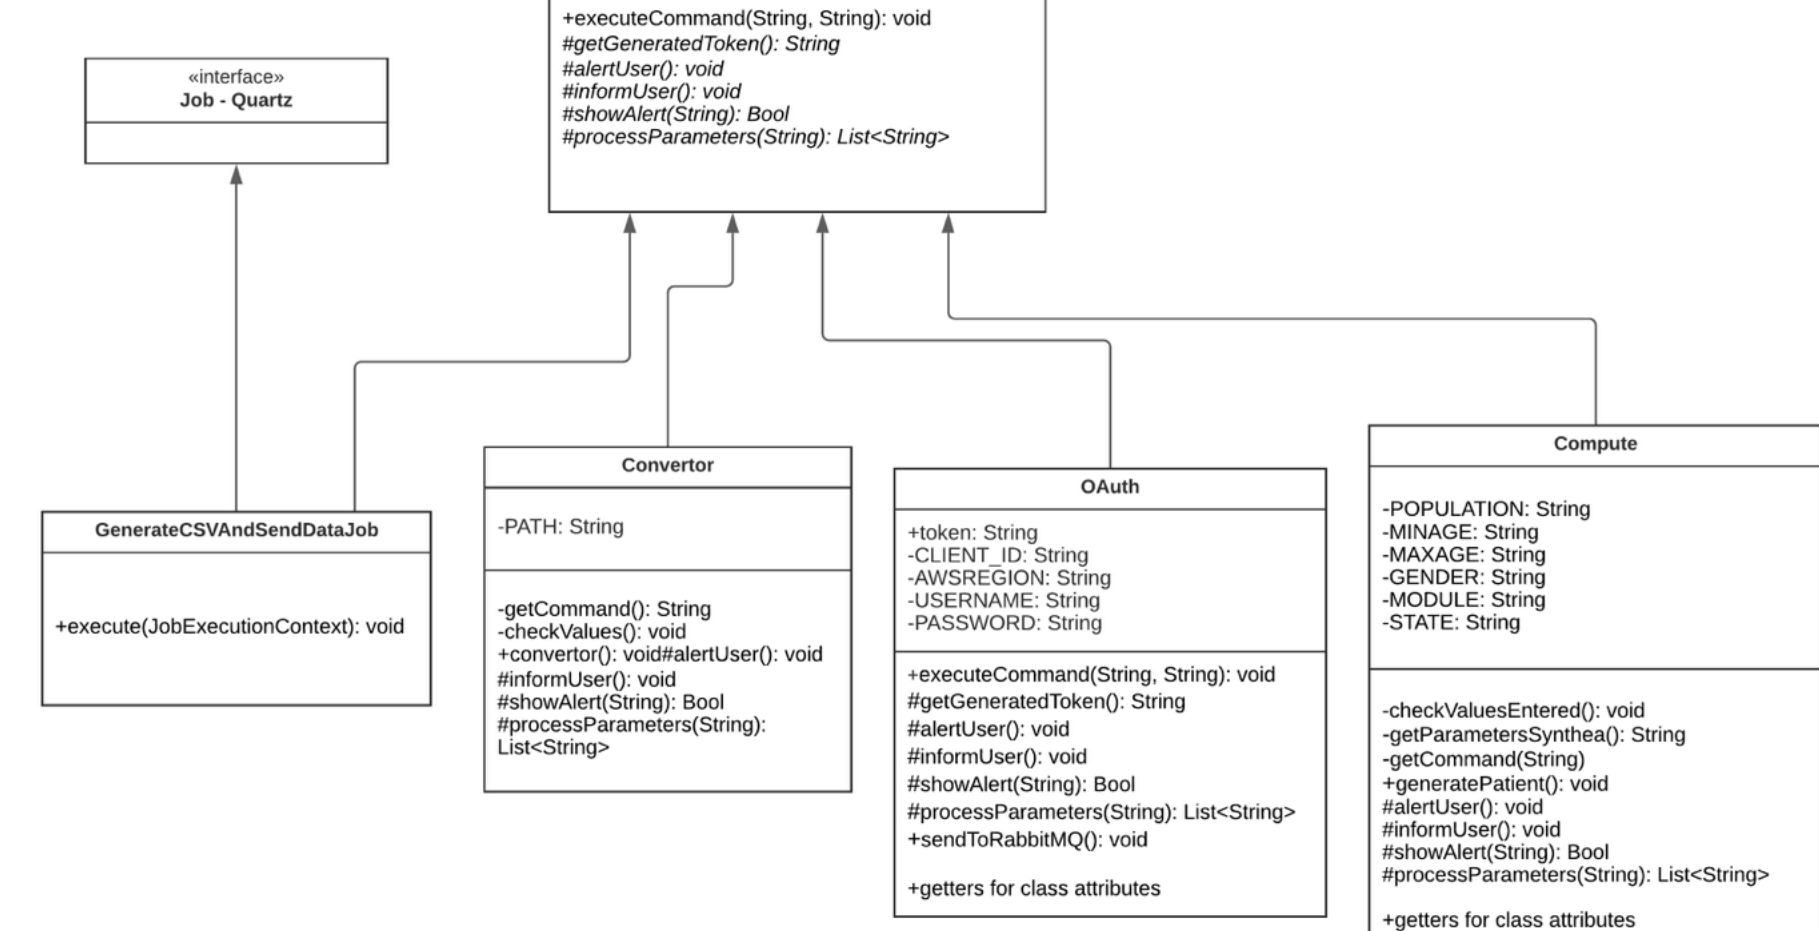 +executeCommand(String, String): void
#getGeneratedToken(): String
#alertUser(): void
#informUser(): void
#showAlert(String): Bool
#processParameters(String): List<String>
«interface»
Job - Quartz
GenerateCSVAndSendDataJob
+execute(JobExecutionContext): void
Convertor
-PATH: String
-getCommand(): String
-checkValues(): void
+convertor(): void#alertUser(): void
#informUser(): void
#showAlert(String): Bool
#processParameters(String):
List<String>
OAuth
+token: String
-CLIENT_ID: String
-AWSREGION: String
-USERNAME: String
-PASSWORD: String
+executeCommand(String, String): void
#getGeneratedToken(): String
#alertUser(): void
#informUser(): void
#showAlert(String): Bool
#processParameters(String): List<String>
+sendToRabbitMQ(): void
+getters for class attributes
Compute
-POPULATION: String
-MINAGE: String
-MAXAGE: String
-GENDER: String
-MODULE: String
-STATE: String
-checkValuesEntered(): void
-getParametersSynthea(): String
-getCommand(String)
+generatePatient(): void
#alertUser(): void
#informUser(): void
#showAlert(String): Bool
#processParameters(String): List<String>
+getters for class attributes